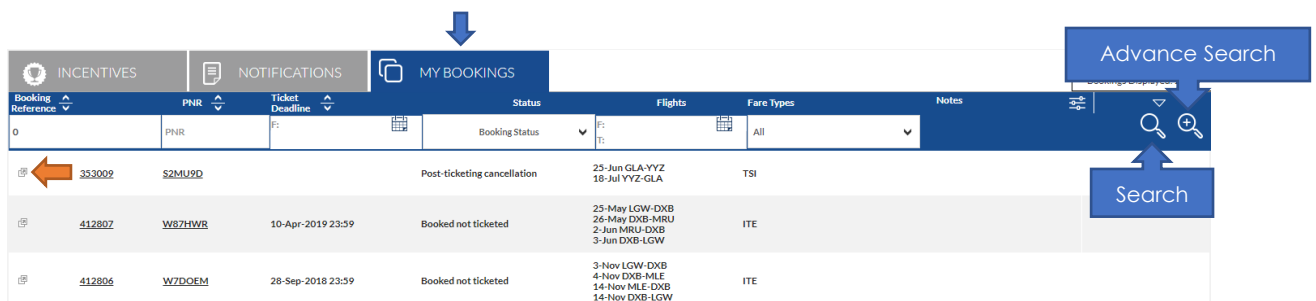 Advance Search
INCENTIVES NOTIFICATIONS MY BOOKINGS
Bookings Displayed:
Booking Reference PNR Ticket Deadline Status Flights Fare Types Notes
0 PNR F: Booking Status F: All
T:
353009 S2MU9D Post-ticketing cancellation 25-Jun GLA-YYZ TSI
18-Jul YYZ-GLA
Search
25-May LGW-DXB
412807 W87HWR 10-Apr-2019 23:59 Booked not ticketed 26-May DXB-MRU ITE
2-Jun MRU-DXB
3-Jun DXB-LGW
3-Nov LGW-DXB
412806 W7DOEM 28-Sep-2018 23:59 Booked not ticketed 4-Nov DXB-MLE ITE
14-Nov MLE-DXB
14-Nov DXB-LGW